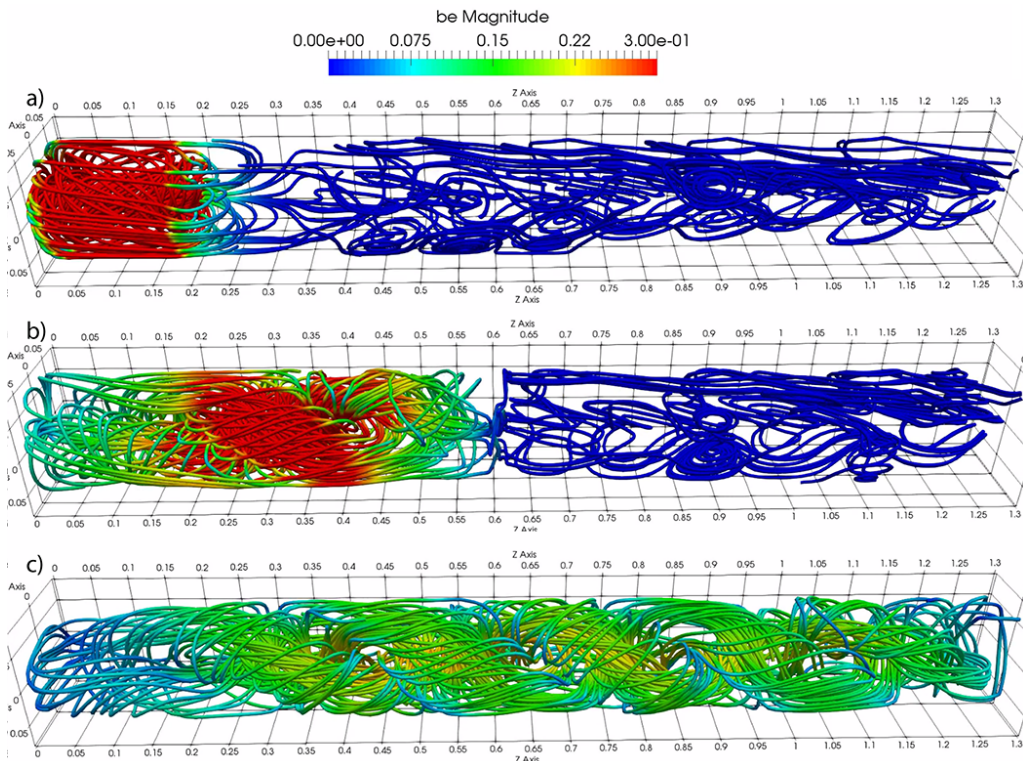 be Magnitude
0.00e+00 0.075 0.15 0.22 3.00e-01
a)
Z Axis
0.05 0 0.05 0.1 0.15 0.2 0.25 0.3 0.35 0.4 0.45 0.5 0.55 0.6 0.65 0.7 0.75 0.8 0.85 0.9 0.95 1 1.05 1.1 1.15 1.2 1.3
Axis
0
0
0.05
0 0.05 0.1 0.15 0.2 0.25 0.3 0.35 0.4 0.45 0.5 0.55 0.6 0.65 0.7 0.75 0.8 0.85 0.9 0.95 1 1.05 1.1 1.15 1.2 1.3
Z Axis
b)
Z Axis
0.05 0 0.05 0.1 0.15 0.2 0.25 0.3 0.35 0.4 0.45 0.5 0.55 0.6 0.65 0.7 0.75 0.8 0.85 0.9 0.95 1 1.05 1.1 1.15 1.2 1.3
Axis
0
0
0.05
0 0.05 0.1 0.15 0.2 0.25 0.3 0.35 0.4 0.45 0.5 0.55 0.6 0.65 0.7 0.75 0.8 0.85 0.9 0.95 1 1.05 1.1 1.15 1.2 1.3
Z Axis
c)
Z Axis
0 0.05 0.1 0.15 0.2 0.25 0.3 0.35 0.4 0.45 0.5 0.55 0.6 0.65 0.7 0.75 0.8 0.85 0.9 0.95 1 1.05 1.1 1.15 1.2 1.3
Axis
0
0
0.05
0 0.05 0.1 0.15 0.2 0.25 0.3 0.35 0.4 0.45 0.5 0.55 0.6 0.65 0.7 0.75 0.8 0.85 0.9 0.95 1 1.05 1.1 1.15 1.2 1.3
Z Axis